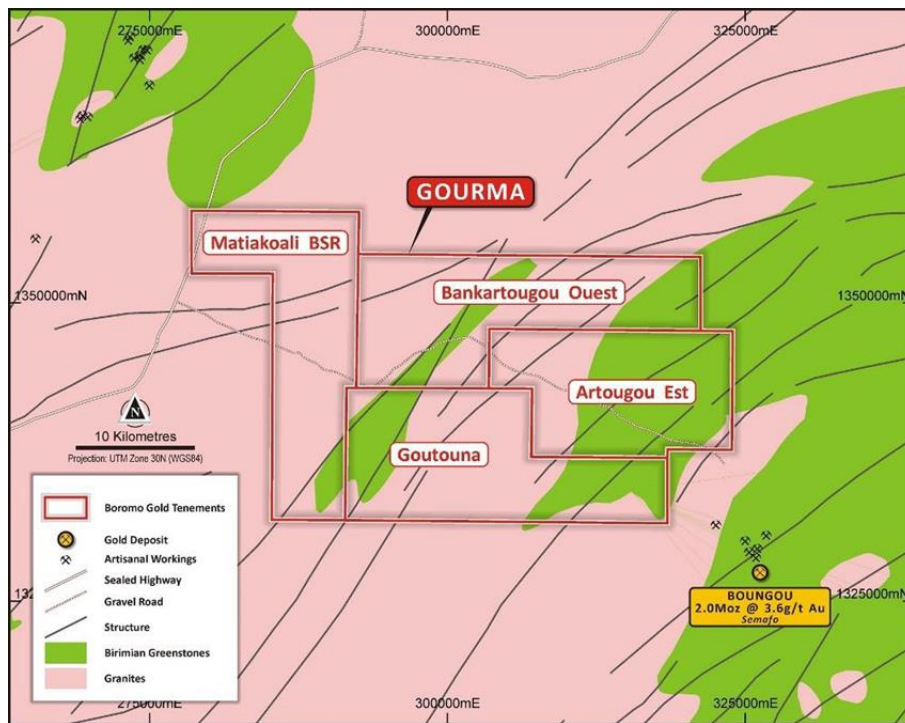 275000mE
300000mE
325000mE
GOURMA
Matiakoali BSR
1350000mN
Bankartougou Ouest
1350000mN
Artougou Est
N
10 Kilometres
Projection: UTM Zone 30N (WGS84)
Goutouna
Boromo Gold Tenements
Gold Deposit
Artisanal Workings
Sealed Highway
Gravel Road
Structure
Birimian Greenstones
Granites
BOUNGOU
2.0Moz @ 3.6g/t Au
Semafo
1325000mN
275000mE
300000mE
325000mE